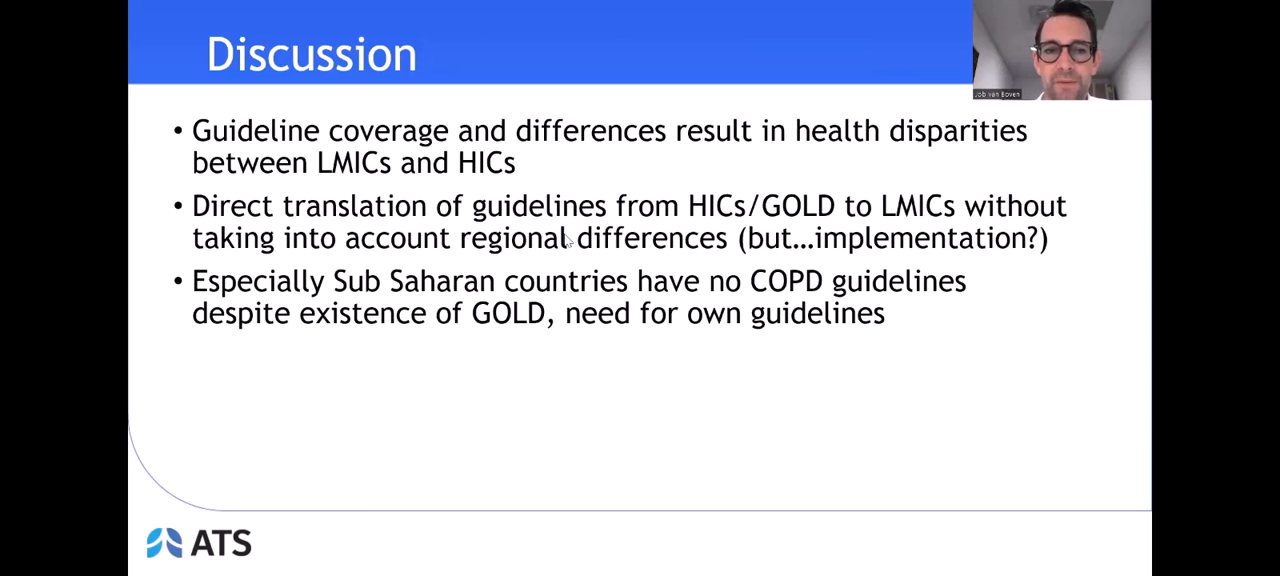 Discussion
Job van Boven
• Guideline coverage and differences result in health disparities
between LMICs and HICs
• Direct translation of guidelines from HICs/GOLD to LMICs without
taking into account regional differences (but…implementation?)
• Especially Sub Saharan countries have no COPD guidelines
despite existence of GOLD, need for own guidelines
ATS